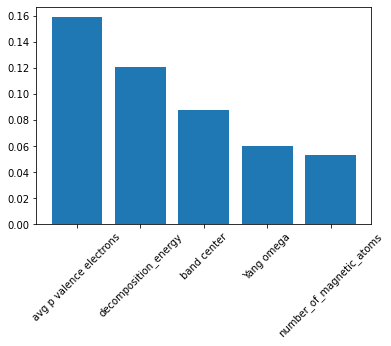 0.16
0.14
0.12
0.10
0.08
0.06
0.04
0.02
0.00
avg p valence electrons
decomposition_energy
band center
Yang omega
number_of_magnetic_atoms